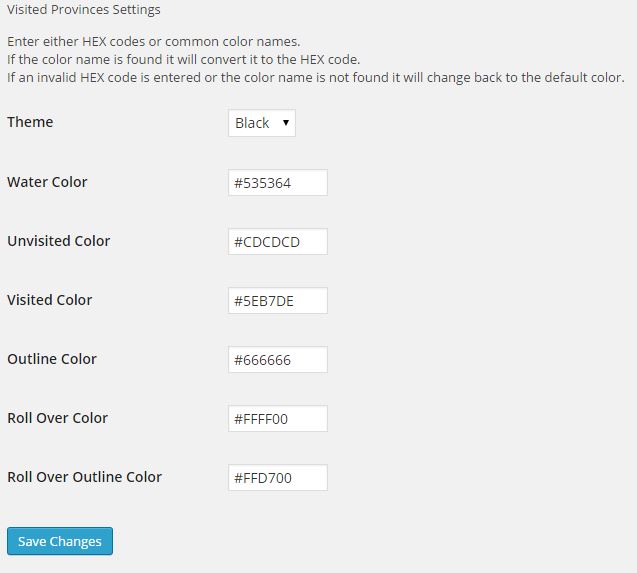 Visited Provinces Settings
Enter either HEX codes or common color names.
If the color name is found it will convert it to the HEX code.
If an invalid HEX code is entered or the color name is not found it will change back to the default color.
Theme Black
Water Color #535364
Unvisited Color #CDCDCD
Visited Color #5EB7DE
Outline Color #666666
Roll Over Color #FFFF00
Roll Over Outline Color #FFD700
Save Changes